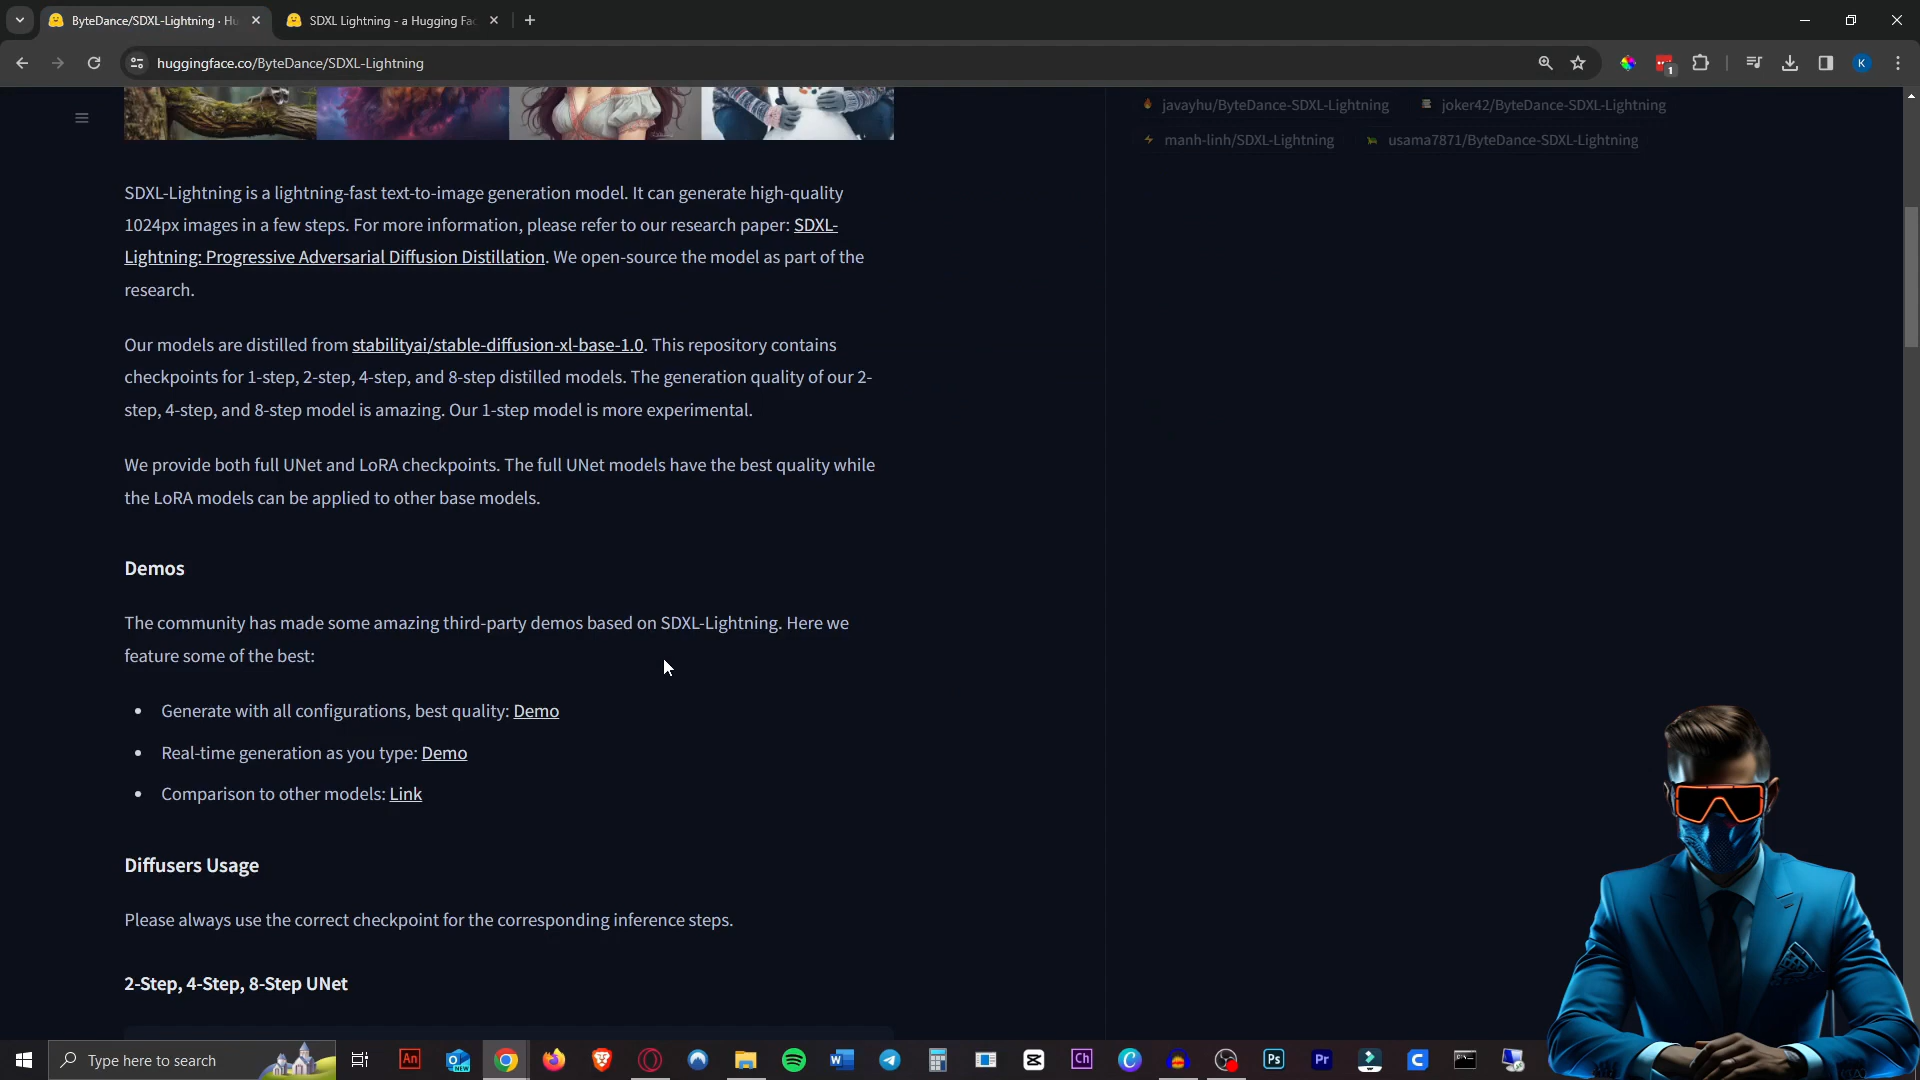 ByteDance/SDXL-Lightning · Hu
SDXL Lightning - a Hugging Fac
huggingface.co/ByteDance/SDXL-Lightning
1
K
javayhu/ByteDance-SDXL-Lightning
joker42/ByteDance-SDXL-Lightning
manh-linh/SDXL-Lightning
usama7871/ByteDance-SDXL-Lightning
SDXL-Lightning is a lightning-fast text-to-image generation model. It can generate high-quality
1024px images in a few steps. For more information, please refer to our research paper: SDXL-
Lightning: Progressive Adversarial Diffusion Distillation. We open-source the model as part of the
research.
Our models are distilled from stabilityai/stable-diffusion-xl-base-1.0. This repository contains
checkpoints for 1-step, 2-step, 4-step, and 8-step distilled models. The generation quality of our 2-
step, 4-step, and 8-step model is amazing. Our 1-step model is more experimental.
We provide both full UNet and LoRA checkpoints. The full UNet models have the best quality while
the LoRA models can be applied to other base models.
Demos
The community has made some amazing third-party demos based on SDXL-Lightning. Here we
feature some of the best:
• Generate with all configurations, best quality: Demo
• Real-time generation as you type: Demo
• Comparison to other models: Link
Diffusers Usage
Please always use the correct checkpoint for the corresponding inference steps.
2-Step, 4-Step, 8-Step UNet
Type here to search
An
NEW
W
Ch
Ps
Pr